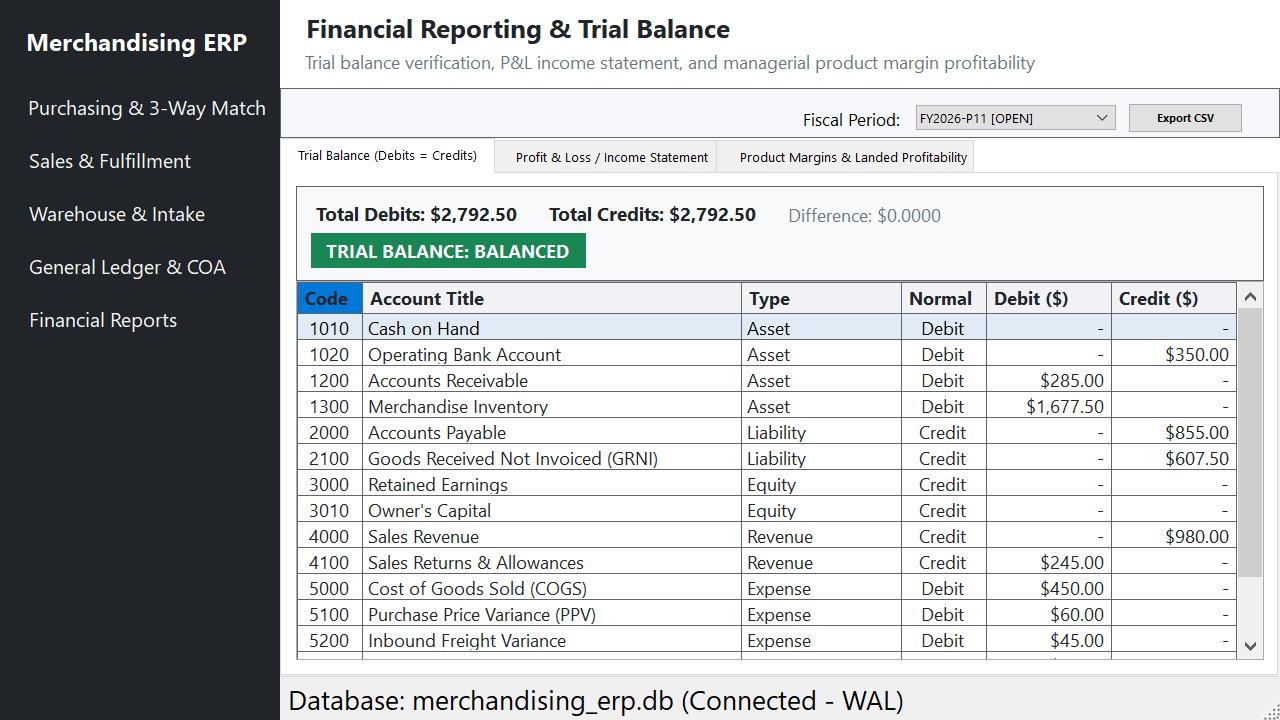 Merchandising ERP
Purchasing & 3-Way Match
Sales & Fulfillment
Warehouse & Intake
General Ledger & COA
Financial Reports
Financial Reporting & Trial Balance
Trial balance verification, P&L income statement, and managerial product margin profitability
Fiscal Period: FY2026-P11 [OPEN] Export CSV
Trial Balance (Debits = Credits) Profit & Loss / Income Statement Product Margins & Landed Profitability
Total Debits: $2,792.50 Total Credits: $2,792.50 Difference: $0.0000
TRIAL BALANCE: BALANCED
Code Account Title Type Normal Debit ($) Credit ($)
1010 Cash on Hand Asset Debit - -
1020 Operating Bank Account Asset Debit - $350.00
1200 Accounts Receivable Asset Debit $285.00 -
1300 Merchandise Inventory Asset Debit $1,677.50 -
2000 Accounts Payable Liability Credit - $855.00
2100 Goods Received Not Invoiced (GRNI) Liability Credit - $607.50
3000 Retained Earnings Equity Credit - -
3010 Owner's Capital Equity Credit - -
4000 Sales Revenue Revenue Credit - $980.00
4100 Sales Returns & Allowances Revenue Credit $245.00 -
5000 Cost of Goods Sold (COGS) Expense Debit $450.00 -
5100 Purchase Price Variance (PPV) Expense Debit $60.00 -
5200 Inbound Freight Variance Expense Debit $45.00 -
Database: merchandising_erp.db (Connected - WAL)